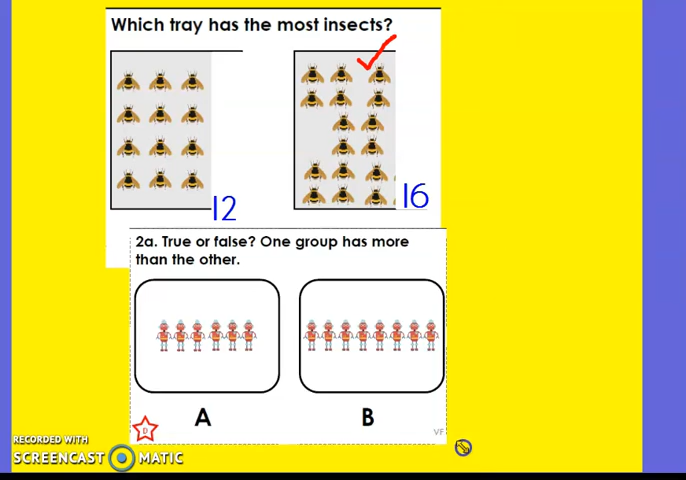 Which tray has the most insects?
12
16
2a. True or false? One group has more
than the other.
A
B
D
VF
RECORDED WITH
SCREENCAST MATIC